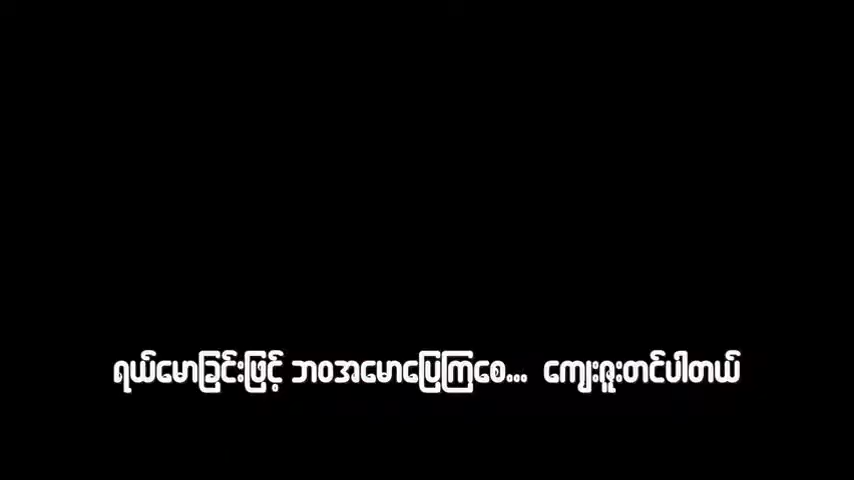 ရယ်မောခြင်းဖြင့် ဘဝအမောပြေကြစေ... ကျေးဇူးတင်ပါတယ်